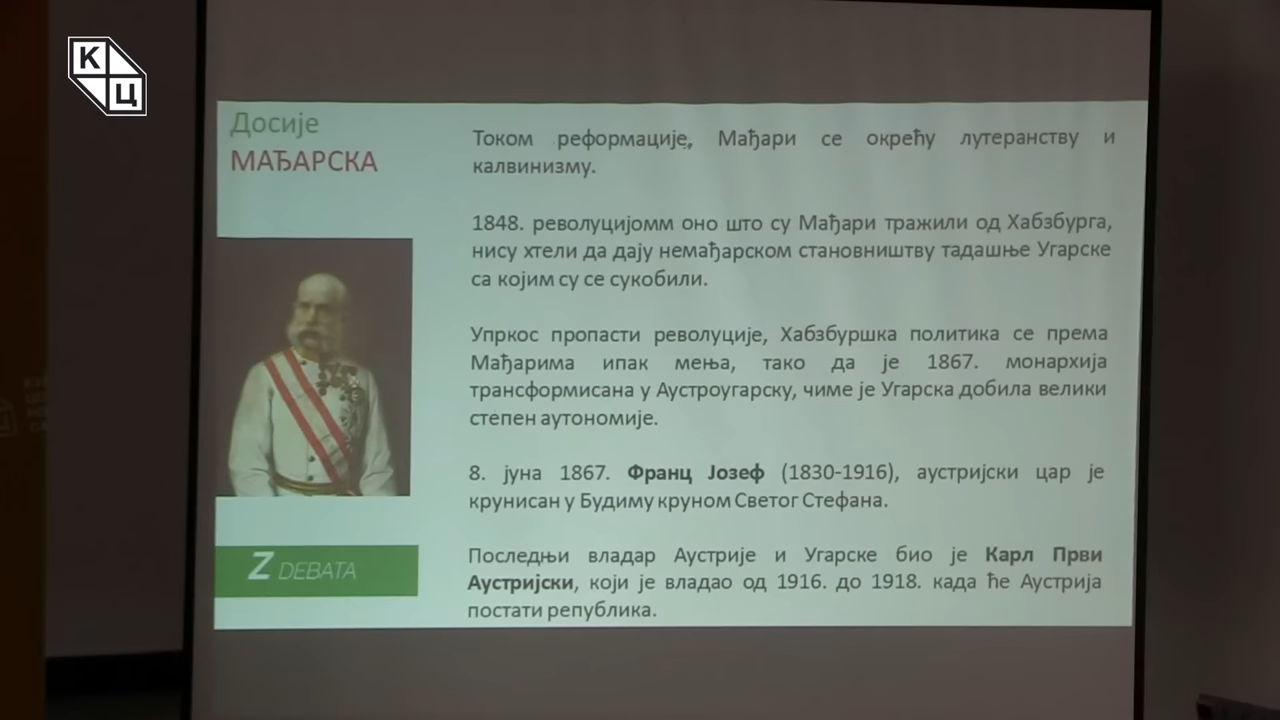 К
Ц
Досије
МАЂАРСКА
Током реформације, Мађари се окрећу лутеранству и
калвинизму.
1848. револуцијомм оно што су Мађари тражили од Хабзбурга,
нису хтели да дају немађарском становништву тадашње Угарске
са којим су се сукобили.
Упркос пропасти револуције, Хабзбуршка политика се према
Мађарима ипак мења, тако да је 1867. монархија
трансформисана у Аустроугарску, чиме је Угарска добила велики
степен аутономије.
8. јуна 1867. Франц Јозеф (1830-1916), аустријски цар је
крунисан у Будиму круном Светог Стефана.
Последњи владар Аустрије и Угарске био је Карл Први
Аустријски, који је владао од 1916. до 1918. када ће Аустрија
постати република.
Z DEBATA